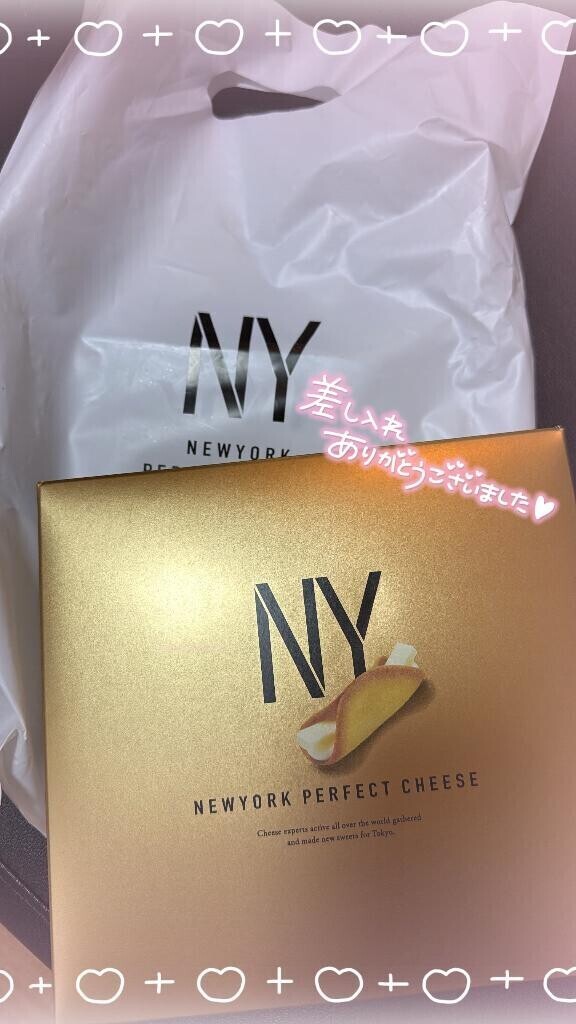 NY
NEWYORK
差し入れ
ありがとうございました♥
NY
NEWYORK PERFECT CHEESE
Cheese experts active all over the world gathered
and made new sweets for Tokyo.